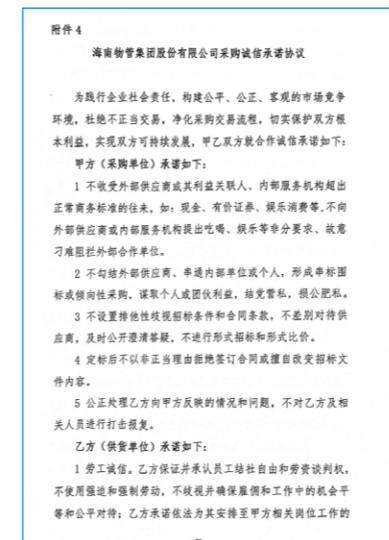 附件 4
海南物管集团股份有限公司采购诚信承诺协议
为践行企业社会责任，构建公平、公正、客观的市场竞争
环境，杜绝不正当交易，净化采购交易流程，切实保护双方根
本利益，实现双方可持续发展，甲乙双方就合作诚信承诺如下：
甲方（采购单位）承诺如下：
1 不收受外部供应商或其利益关联人、内部服务机构超出
正常商务标准的往来，如：现金、有价证券、娱乐消费等。不向
外部供应商或内部服务机构提出吃喝、娱乐等非分要求、故意
刁难阻拦外部合作单位。
2 不勾结外部供应商、串通内部单位或个人，形成串标围
标或倾向性采购，谋取个人或团伙利益，结党营私，损公肥私。
3 不设置排他性歧视招标条件和合同条款，不差别对待供
应商，及时公开澄清答疑，不进行形式招标和形式比价。
4 定标后不以非正当理由拒绝签订合同或擅自改变招标文
件内容。
5 公正处理乙方向甲方反映的情况和问题，不对乙方及相
关人员进行打击报复。
乙方（供货单位）承诺如下：
1 劳工诚信。乙方保证并承认员工结社自由和劳资谈判权，
不使用强迫和强制劳动，不歧视并确保雇佣和工作中的机会平
等和公平对待；乙方承诺依法为其安排至甲方相关岗位工作的